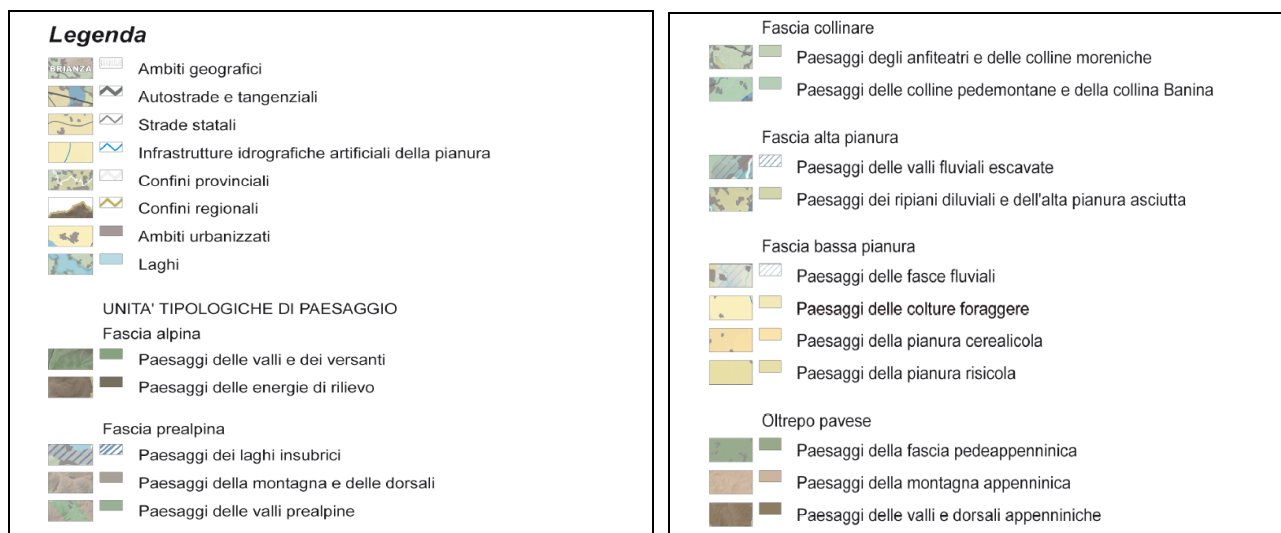 Legenda
BRIANZA
Ambiti geografici
Autostrade e tangenziali
Strade statali
Infrastrutture idrografiche artificiali della pianura
Confini provinciali
Confini regionali
Ambiti urbanizzati
Laghi
UNITA' TIPOLOGICHE DI PAESAGGIO
Fascia alpina
Paesaggi delle valli e dei versanti
Paesaggi delle energie di rilievo
Fascia prealpina
Paesaggi dei laghi insubrici
Paesaggi della montagna e delle dorsali
Paesaggi delle valli prealpine
Fascia collinare
Paesaggi degli anfiteatri e delle colline moreniche
Paesaggi delle colline pedemontane e della collina Banina
Fascia alta pianura
Paesaggi delle valli fluviali escavate
Paesaggi dei ripiani diluviali e dell'alta pianura asciutta
Fascia bassa pianura
Paesaggi delle fasce fluviali
Paesaggi delle colture foraggere
Paesaggi della pianura cerealicola
Paesaggi della pianura risicola
Oltrepo pavese
Paesaggi della fascia pedeappenninica
Paesaggi della montagna appenninica
Paesaggi delle valli e dorsali appenniniche